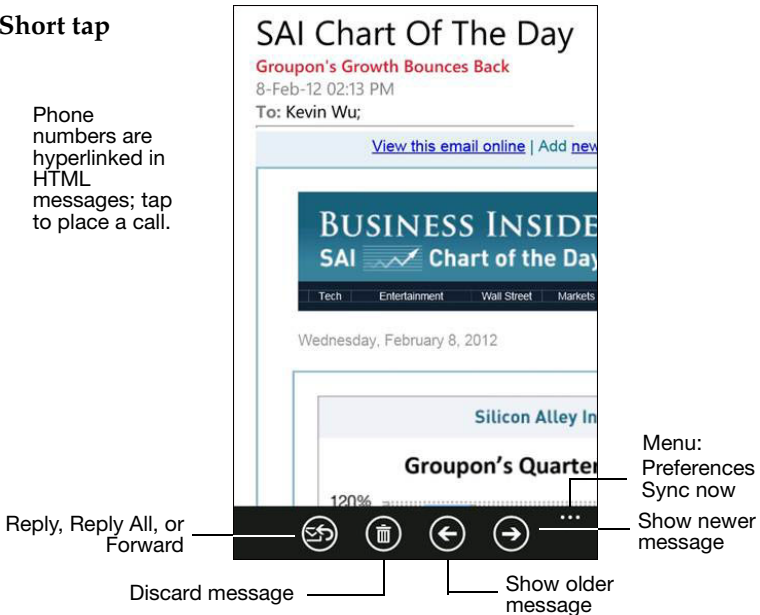 Short tap
Phone
numbers are
hyperlinked in
HTML
messages; tap
to place a call.
SAI Chart Of The Day
Groupon's Growth Bounces Back
8-Feb-12 02:13 PM
To: Kevin Wu;
View this email online | Add new
BUSINESS INSIDE
SAI Chart of the Day
Tech Entertainment Wall Street Markets
Wednesday, February 8, 2012
Silicon Alley In
Groupon's Quarter
120%
Menu:
Preferences
Sync now
Reply, Reply All, or
Forward
Show newer
message
Discard message
Show older
message